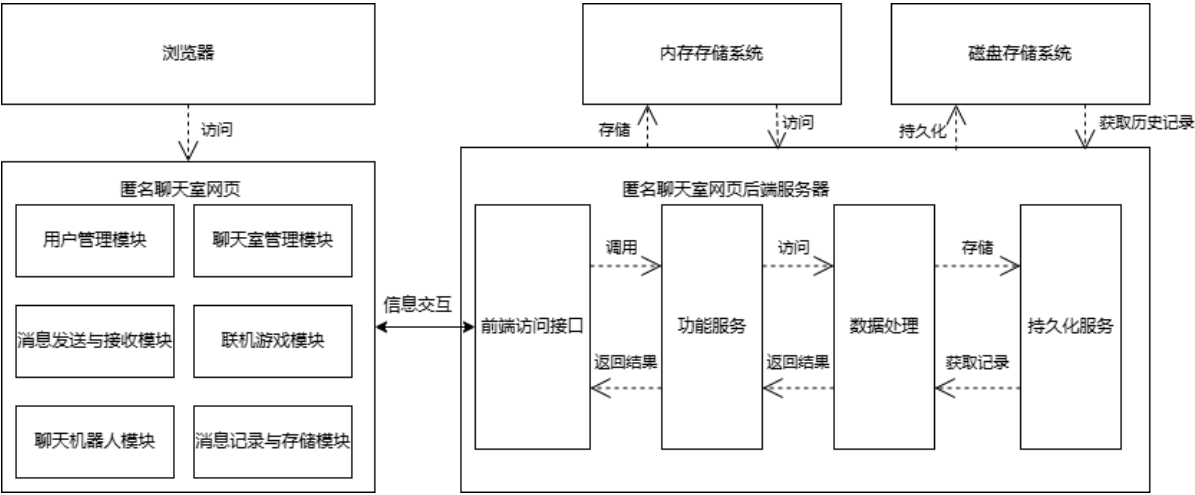 浏览器
内存存储系统
磁盘存储系统
访问
存储
访问
持久化
获取历史记录
匿名聊天室网页
用户管理模块
聊天室管理模块
消息发送与接收模块
联机游戏模块
聊天机器人模块
消息记录与存储模块
信息交互
匿名聊天室网页后端服务器
前端访问接口
调用
返回结果
功能服务
访问
返回结果
数据处理
存储
获取记录
持久化服务